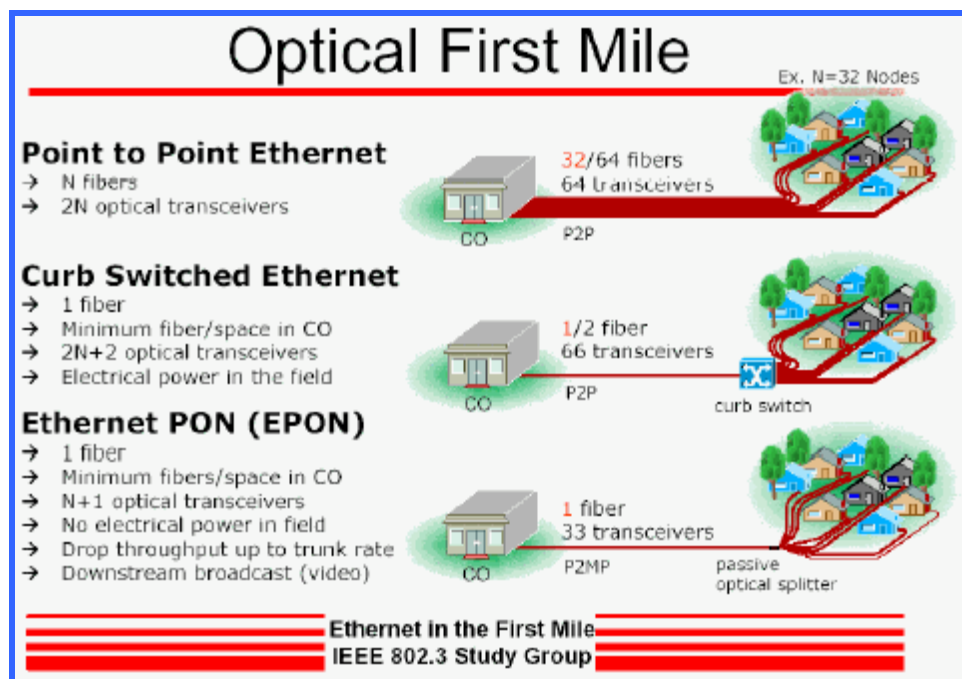 Optical First Mile
Ex. N=32 Nodes
Point to Point Ethernet
→ N fibers
→ 2N optical transceivers
32/64 fibers
64 transceivers
CO
P2P
Curb Switched Ethernet
→ 1 fiber
→ Minimum fiber/space in CO
→ 2N+2 optical transceivers
→ Electrical power in the field
1/2 fiber
66 transceivers
CO
P2P
curb switch
Ethernet PON (EPON)
→ 1 fiber
→ Minimum fibers/space in CO
→ N+1 optical transceivers
→ No electrical power in field
→ Drop throughput up to trunk rate
→ Downstream broadcast (video)
1 fiber
33 transceivers
CO
P2MP
passive
optical splitter
Ethernet in the First Mile
IEEE 802.3 Study Group